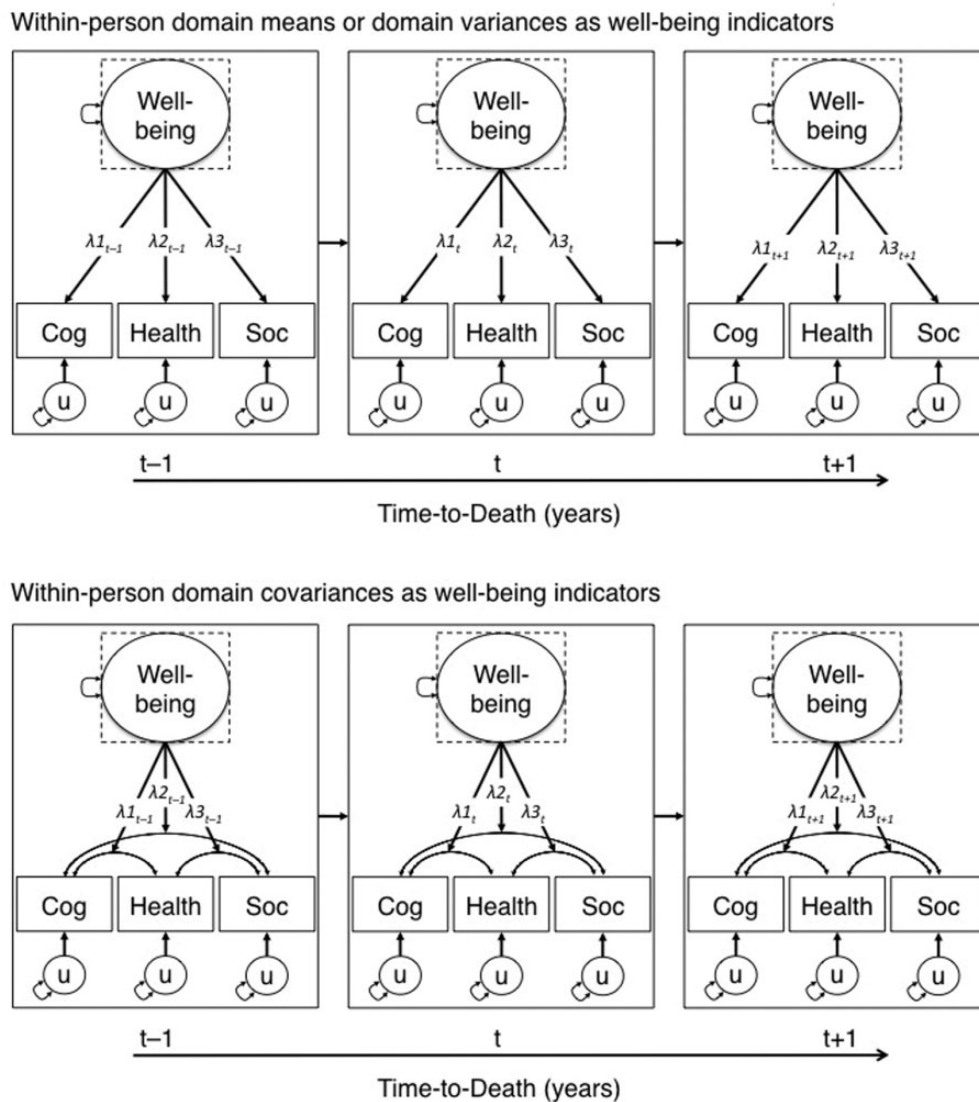 Within-person domain means or domain variances as well-being indicators
Well-
being
Well-
being
Well-
being
λ1t–1 λ2t–1 λ3t–1
λ1t λ2t λ3t
λ1t+1 λ2t+1 λ3t+1
Cog Health Soc
Cog Health Soc
Cog Health Soc
u u u
u u u
u u u
t–1 t t+1
Time-to-Death (years)
Within-person domain covariances as well-being indicators
Well-
being
Well-
being
Well-
being
λ2t–1
λ1t–1 λ3t–1
λ2t
λ1t λ3t
λ2t+1
λ1t+1 λ3t+1
Cog Health Soc
Cog Health Soc
Cog Health Soc
u u u
u u u
u u u
t–1 t t+1
Time-to-Death (years)